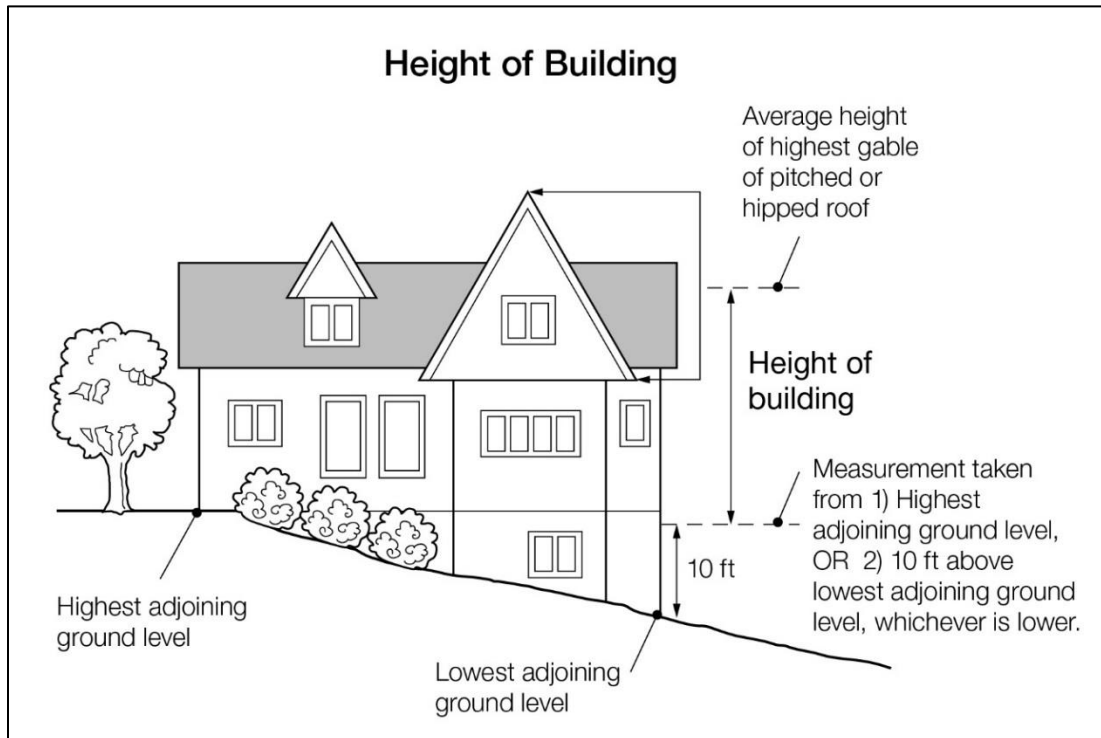 Height of Building
Average height
of highest gable
of pitched or
hipped roof
Height of
building
Measurement taken
from 1) Highest
adjoining ground level,
OR 2) 10 ft above
lowest adjoining ground
level, whichever is lower.
10 ft
Highest adjoining
ground level
Lowest adjoining
ground level